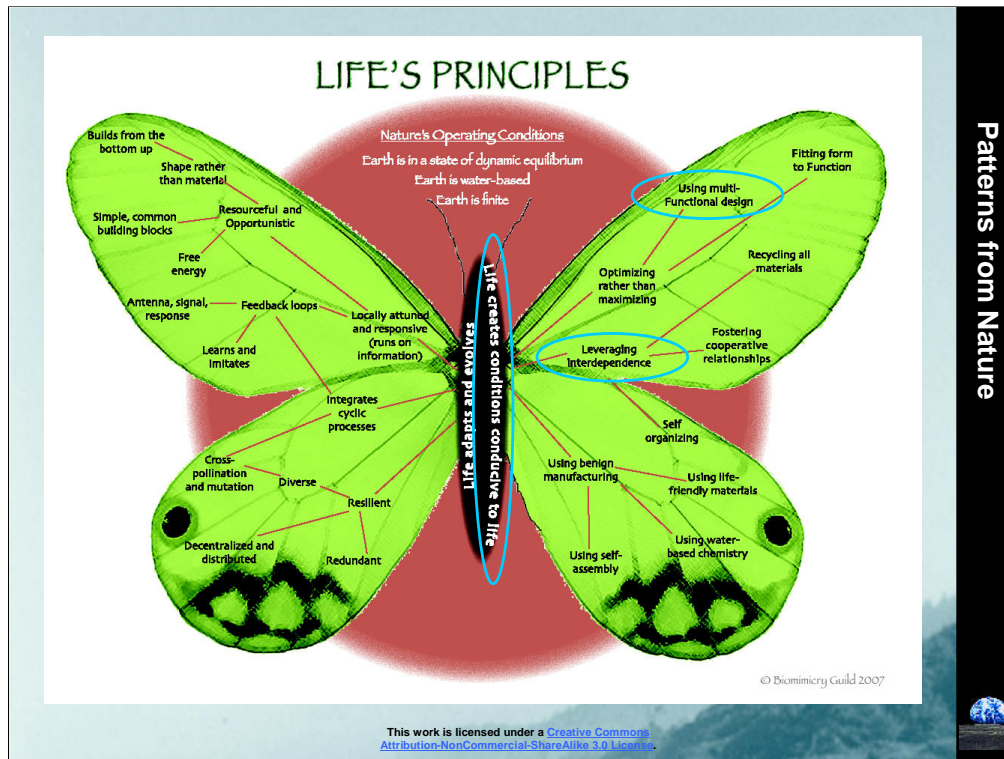 LIFE'S PRINCIPLES
Nature's Operating Conditions
Earth is in a state of dynamic equilibrium
Earth is water-based
Earth is finite
Builds from the
bottom up
Shape rather
than material
Simple, common
building blocks
Resourceful and
Opportunistic
Free
energy
Antenna, signal,
response
Feedback loops
Learns and
imitates
Locally attuned
and responsive
(runs on
information)
Integrates
cyclic
processes
Cross-
pollination
and mutation
Diverse
Resilient
Decentralized and
distributed
Redundant
Life adapts and evolves
Life creates conditions conducive to life
Fitting form
to Function
Using multi-
Functional design
Recycling all
materials
Optimizing
rather than
maximizing
Leveraging
interdependence
Fostering
cooperative
relationships
Self
organizing
Using benign
manufacturing
Using life-
friendly materials
Using self-
assembly
Using water-
based chemistry
© Biomimicry Guild 2007
Patterns from Nature
This work is licensed under a Creative Commons
Attribution-NonCommercial-ShareAlike 3.0 License.